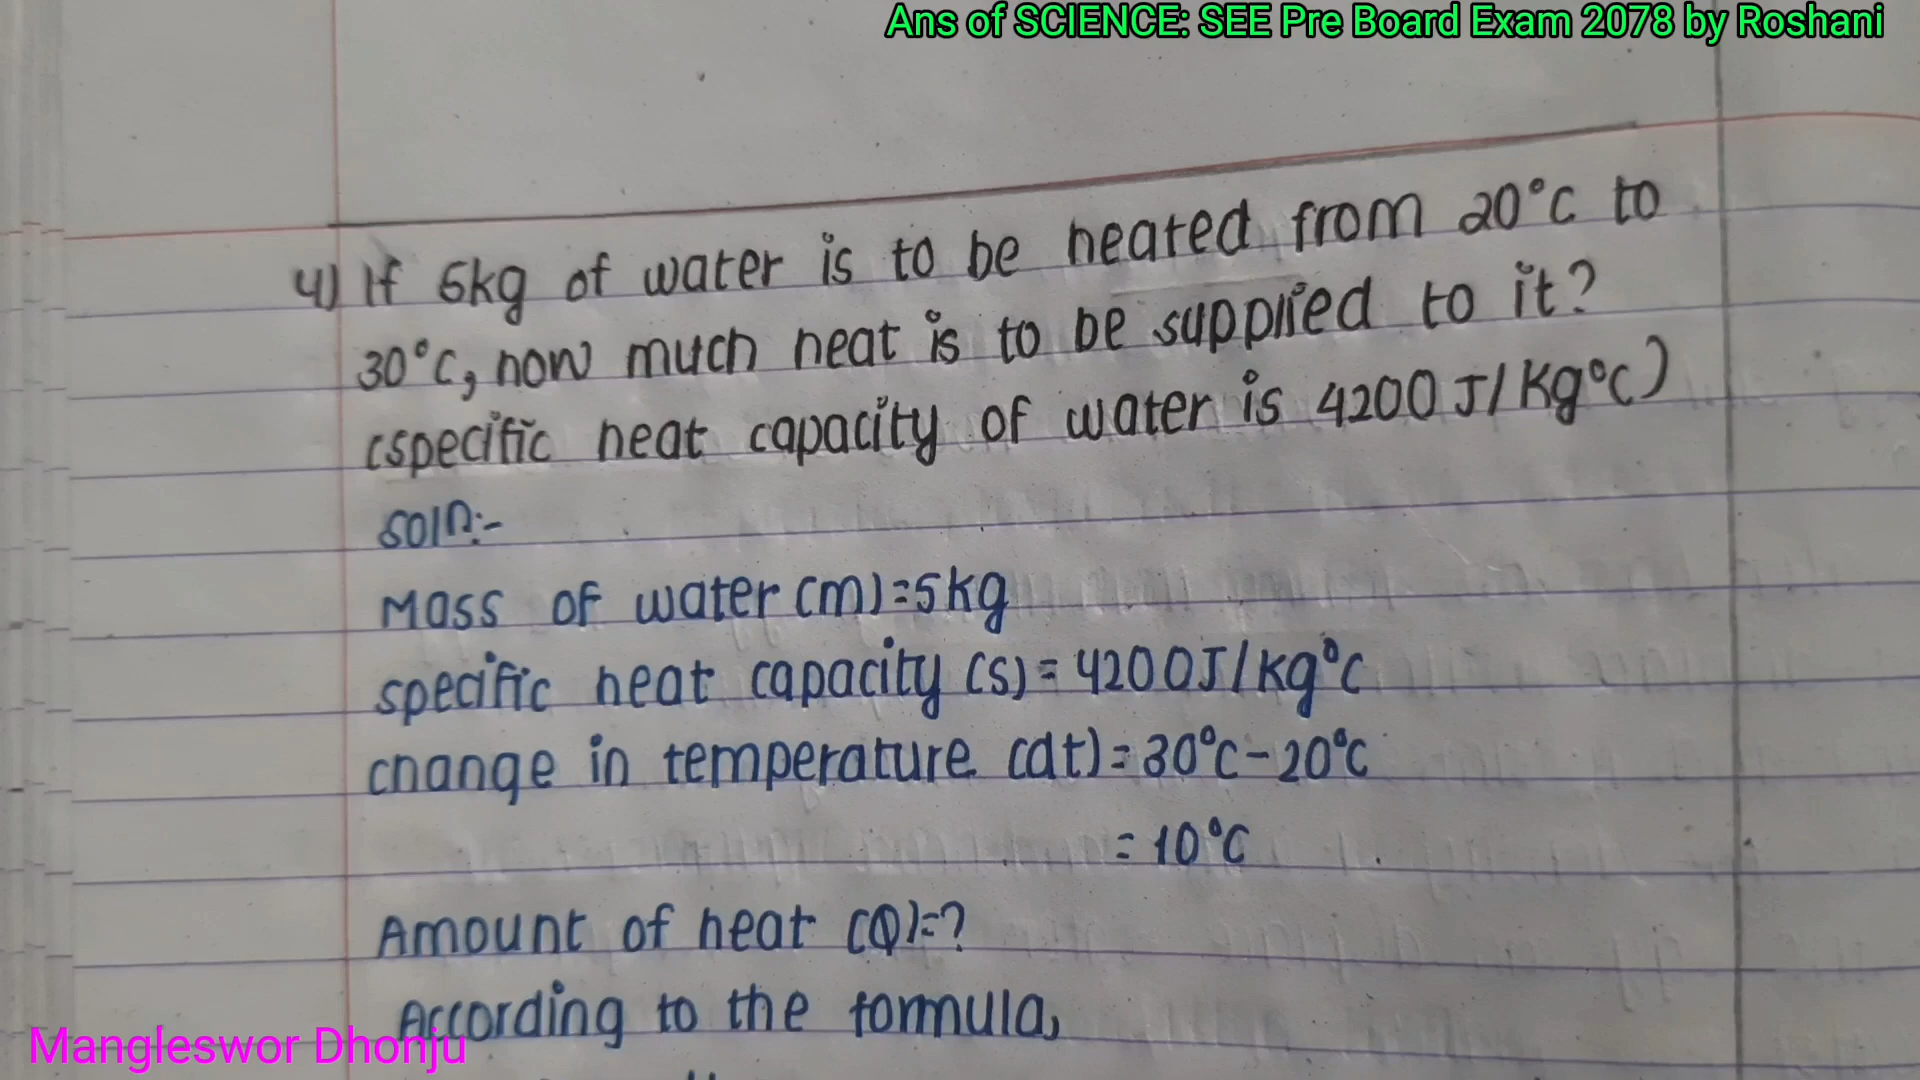 Ans of SCIENCE: SEE Pre Board Exam 2078 by Roshani
4) If 5kg of water is to be heated from 20°c to
30°c, how much heat is to be supplied to it?
(specific heat capacity of water is 4200 J/kg°c)
soln:-
Mass of water (m) = 5kg
specific heat capacity (s) = 4200J/kg°c
change in temperature (dt) = 30°c - 20°c
= 10°c
Amount of heat (Q) = ?
According to the formula,
Mangleswor Dhonju